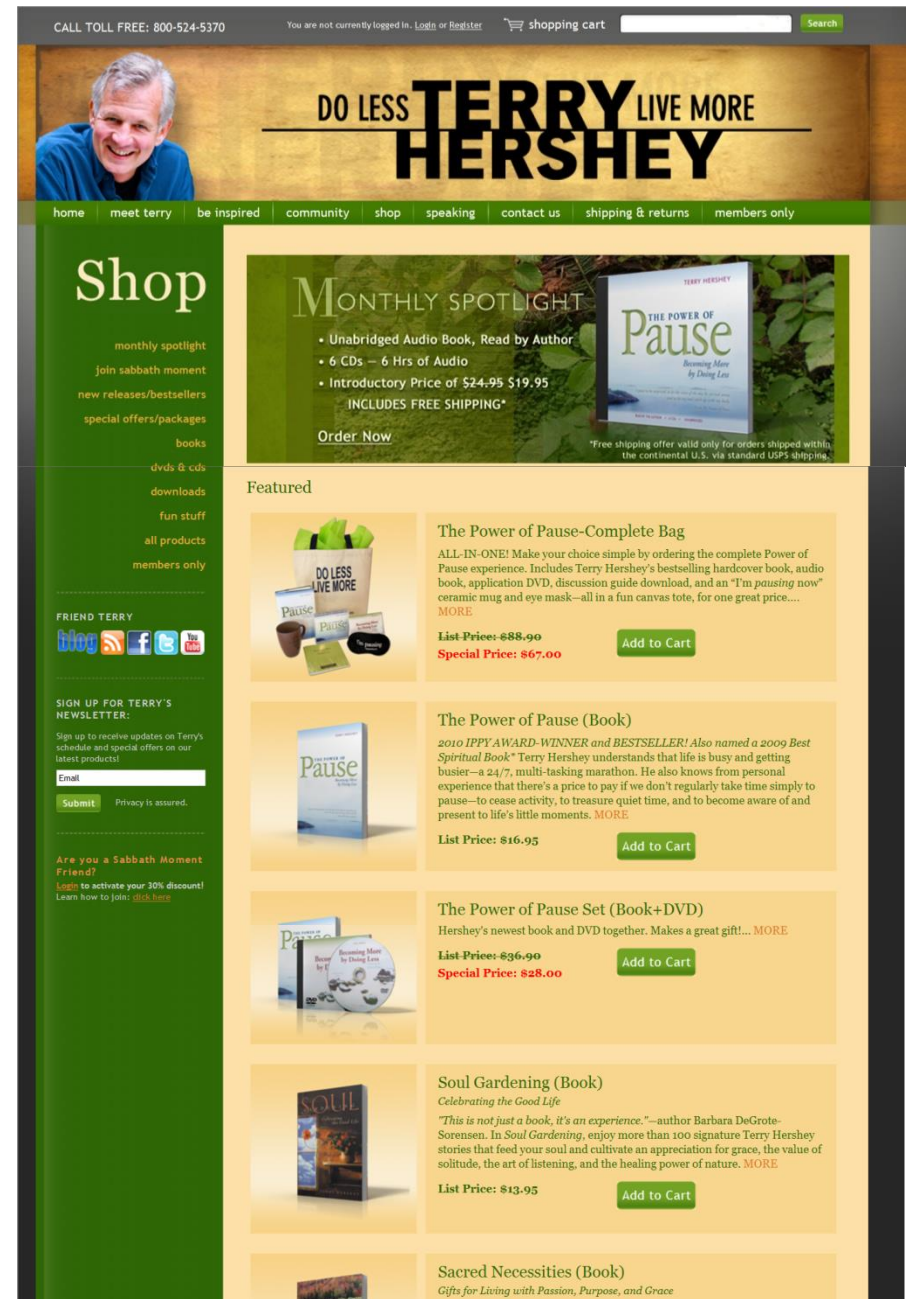 CALL TOLL FREE: 800-524-5370
You are not currently logged in. Login or Register
shopping cart
Search
DO LESS TERRY LIVE MORE
HERSHEY
home
meet terry
be inspired
community
shop
speaking
contact us
shipping & returns
members only
Shop
monthly spotlight
join sabbath moment
new releases/bestsellers
special offers/packages
books
dvds & cds
downloads
fun stuff
all products
members only
FRIEND TERRY
blog
You
Tube
SIGN UP FOR TERRY'S
NEWSLETTER:
Sign up to receive updates on Terry's
schedule and special offers on our
latest products!
Email
Submit
Privacy is assured.
Are you a Sabbath Moment
Friend?
Login to activate your 30% discount!
Learn how to join: click here
MONTHLY SPOTLIGHT
• Unabridged Audio Book, Read by Author
• 6 CDs — 6 Hrs of Audio
• Introductory Price of $24.95 $19.95
INCLUDES FREE SHIPPING*
Order Now
TERRY HERSHEY
THE POWER OF
Pause
Becoming More
by Doing Less
*Free shipping offer valid only for orders shipped within
the continental U.S. via standard USPS shipping.
Featured
DO LESS
LIVE MORE
Pause
The Power of Pause-Complete Bag
ALL-IN-ONE! Make your choice simple by ordering the complete Power of
Pause experience. Includes Terry Hershey's bestselling hardcover book, audio
book, application DVD, discussion guide download, and an "I'm pausing now"
ceramic mug and eye mask—all in a fun canvas tote, for one great price....
MORE
List Price: $88.90
Special Price: $67.00
Add to Cart
THE POWER OF
Pause
The Power of Pause (Book)
2010 IPPY AWARD-WINNER and BESTSELLER! Also named a 2009 Best
Spiritual Book* Terry Hershey understands that life is busy and getting
busier—a 24/7, multi-tasking marathon. He also knows from personal
experience that there's a price to pay if we don't regularly take time simply to
pause—to cease activity, to treasure quiet time, and to become aware of and
present to life's little moments. MORE
List Price: $16.95
Add to Cart
Becoming More
by Doing Less
DVD
The Power of Pause Set (Book+DVD)
Hershey's newest book and DVD together. Makes a great gift!... MORE
List Price: $36.90
Special Price: $28.00
Add to Cart
SOUL
Soul Gardening (Book)
Celebrating the Good Life
"This is not just a book, it's an experience."—author Barbara DeGrote-
Sorensen. In Soul Gardening, enjoy more than 100 signature Terry Hershey
stories that feed your soul and cultivate an appreciation for grace, the value of
solitude, the art of listening, and the healing power of nature. MORE
List Price: $13.95
Add to Cart
Sacred Necessities (Book)
Gifts for Living with Passion, Purpose, and Grace